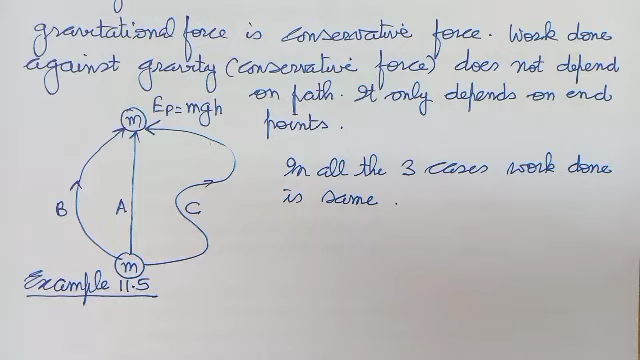 gravitational force is conservative force. Work done
against gravity (conservative force) does not depend
on path. It only depends on end
points.
m
Ep=mgh
In all the 3 cases work done
is same.
B
A
C
m
Example 11.5